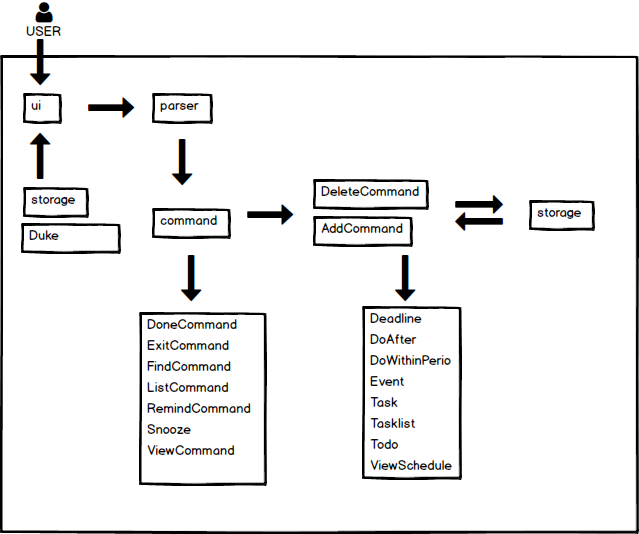 USER
ui
parser
storage
Duke
command
DeleteCommand
AddCommand
storage
DoneCommand
ExitCommand
FindCommand
ListCommand
RemindCommand
Snooze
ViewCommand
Deadline
DoAfter
DoWithinPerio
Event
Task
Tasklist
Todo
ViewSchedule